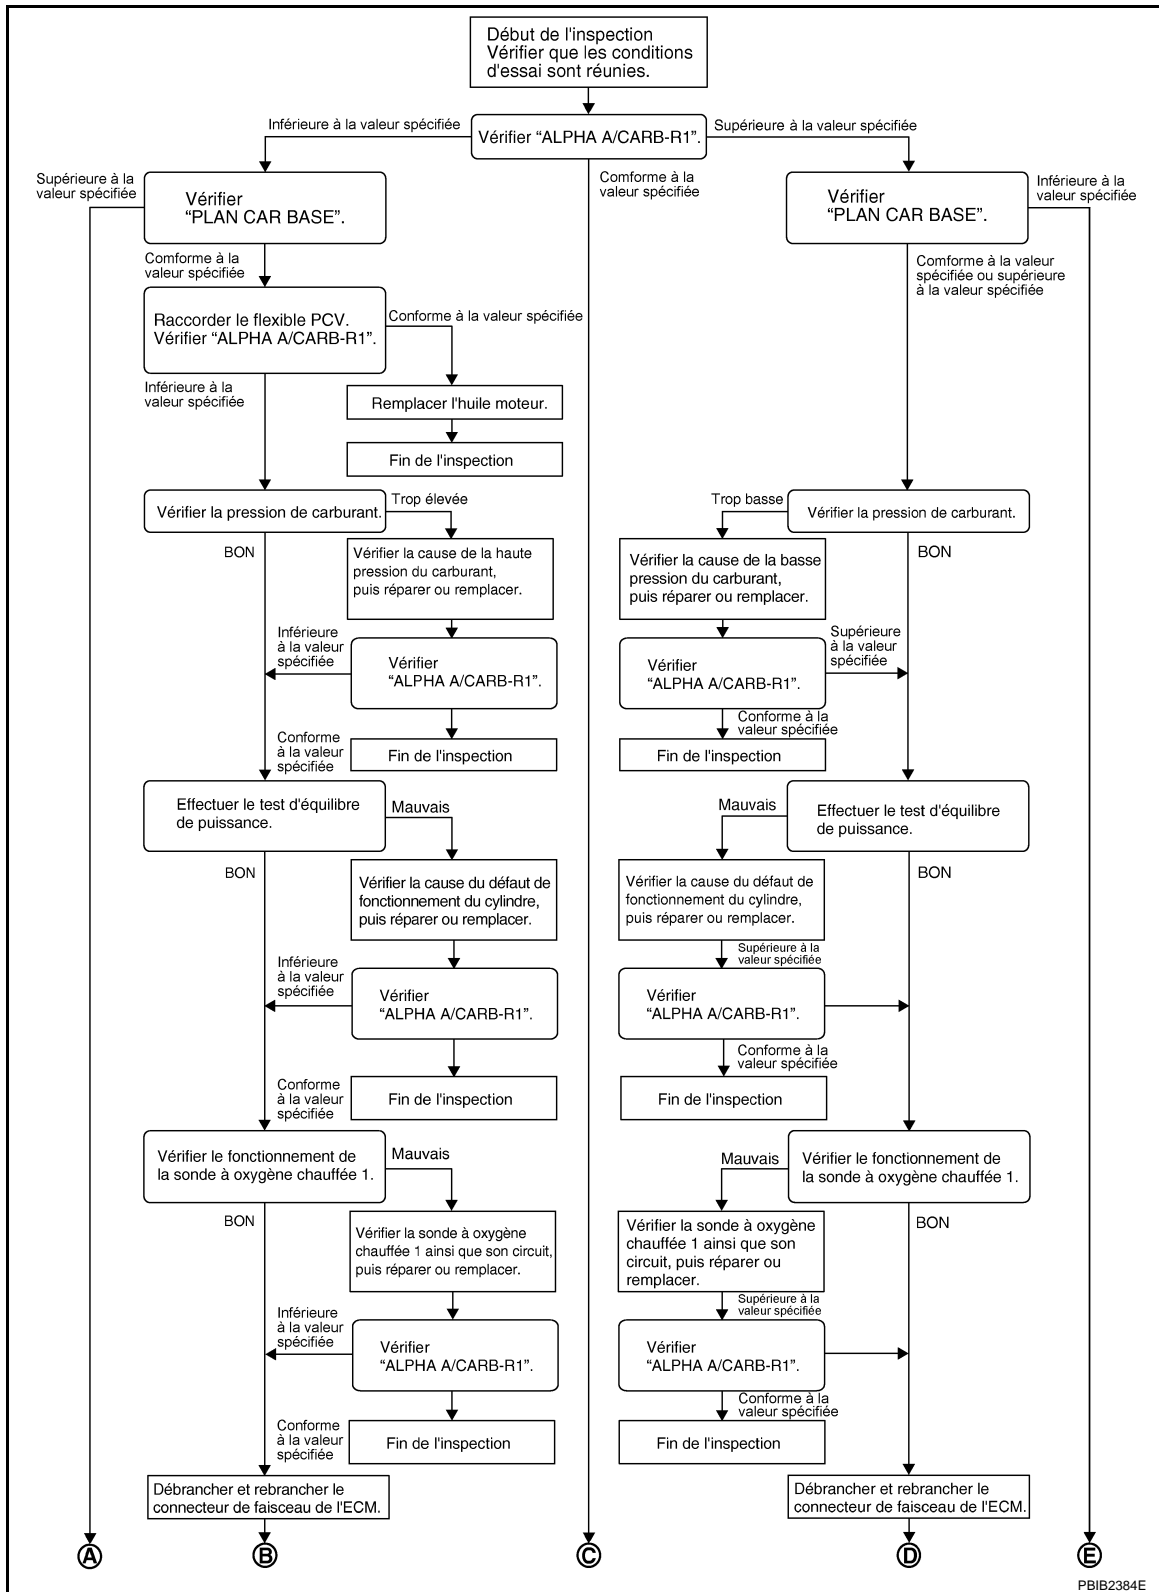 Début de l'inspection
Vérifier que les conditions
d'essai sont réunies.
Inférieure à la valeur spécifiée
Vérifier “ALPHA A/CARB-R1”.
Supérieure à la valeur spécifiée
Supérieure à la
valeur spécifiée
Vérifier
“PLAN CAR BASE”.
Comforme à la
valeur spécifiée
Vérifier
“PLAN CAR BASE”.
Inférieure à la
valeur spécifiée
Comforme à la
valeur spécifiée
Comforme à la valeur
spécifiée ou supérieure
à la valeur spécifiée
Raccorder le flexible PCV.
Vérifier “ALPHA A/CARB-R1”.
Conforme à la valeur spécifiée
Inférieure à la
valeur spécifiée
Remplacer l'huile moteur.
Fin de l'inspection
Vérifier la pression de carburant.
Trop élevée
Trop basse
Vérifier la pression de carburant.
BON
Vérifier la cause de la haute
pression du carburant,
puis réparer ou remplacer.
Vérifier la cause de la basse
pression du carburant,
puis réparer ou remplacer.
BON
Inférieure
à la valeur
spécifiée
Vérifier
“ALPHA A/CARB-R1”.
Vérifier
“ALPHA A/CARB-R1”.
Supérieure
à la valeur
spécifiée
Conforme
à la valeur
spécifiée
Fin de l'inspection
Conforme à la
valeur spécifiée
Fin de l'inspection
Effectuer le test d'équilibre
de puissance.
Mauvais
Mauvais
Effectuer le test d'équilibre
de puissance.
BON
Vérifier la cause du défaut de
fonctionnement du cylindre,
puis réparer ou remplacer.
Vérifier la cause du défaut de
fonctionnement du cylindre,
puis réparer ou remplacer.
BON
Inférieure
à la valeur
spécifiée
Vérifier
“ALPHA A/CARB-R1”.
Supérieure à la
valeur spécifiée
Vérifier
“ALPHA A/CARB-R1”.
Conforme
à la valeur
spécifiée
Fin de l'inspection
Conforme à la
valeur spécifiée
Fin de l'inspection
Vérifier le fonctionnement de
la sonde à oxygène chauffée 1.
Mauvais
Mauvais
Vérifier le fonctionnement de
la sonde à oxygène chauffée 1.
BON
Vérifier la sonde à oxygène
chauffée 1 ainsi que son circuit,
puis réparer ou remplacer.
Vérifier la sonde à oxygène
chauffée 1 ainsi que son
circuit, puis réparer ou
remplacer.
BON
Inférieure
à la valeur
spécifiée
Vérifier
“ALPHA A/CARB-R1”.
Supérieure à la
valeur spécifiée
Vérifier
“ALPHA A/CARB-R1”.
Conforme
à la valeur
spécifiée
Fin de l'inspection
Conforme à la
valeur spécifiée
Fin de l'inspection
Débrancher et rebrancher le
connecteur de faisceau de l'ECM.
Débrancher et rebrancher le
connecteur de faisceau de l'ECM.
A
B
C
D
E
PBIB2384E